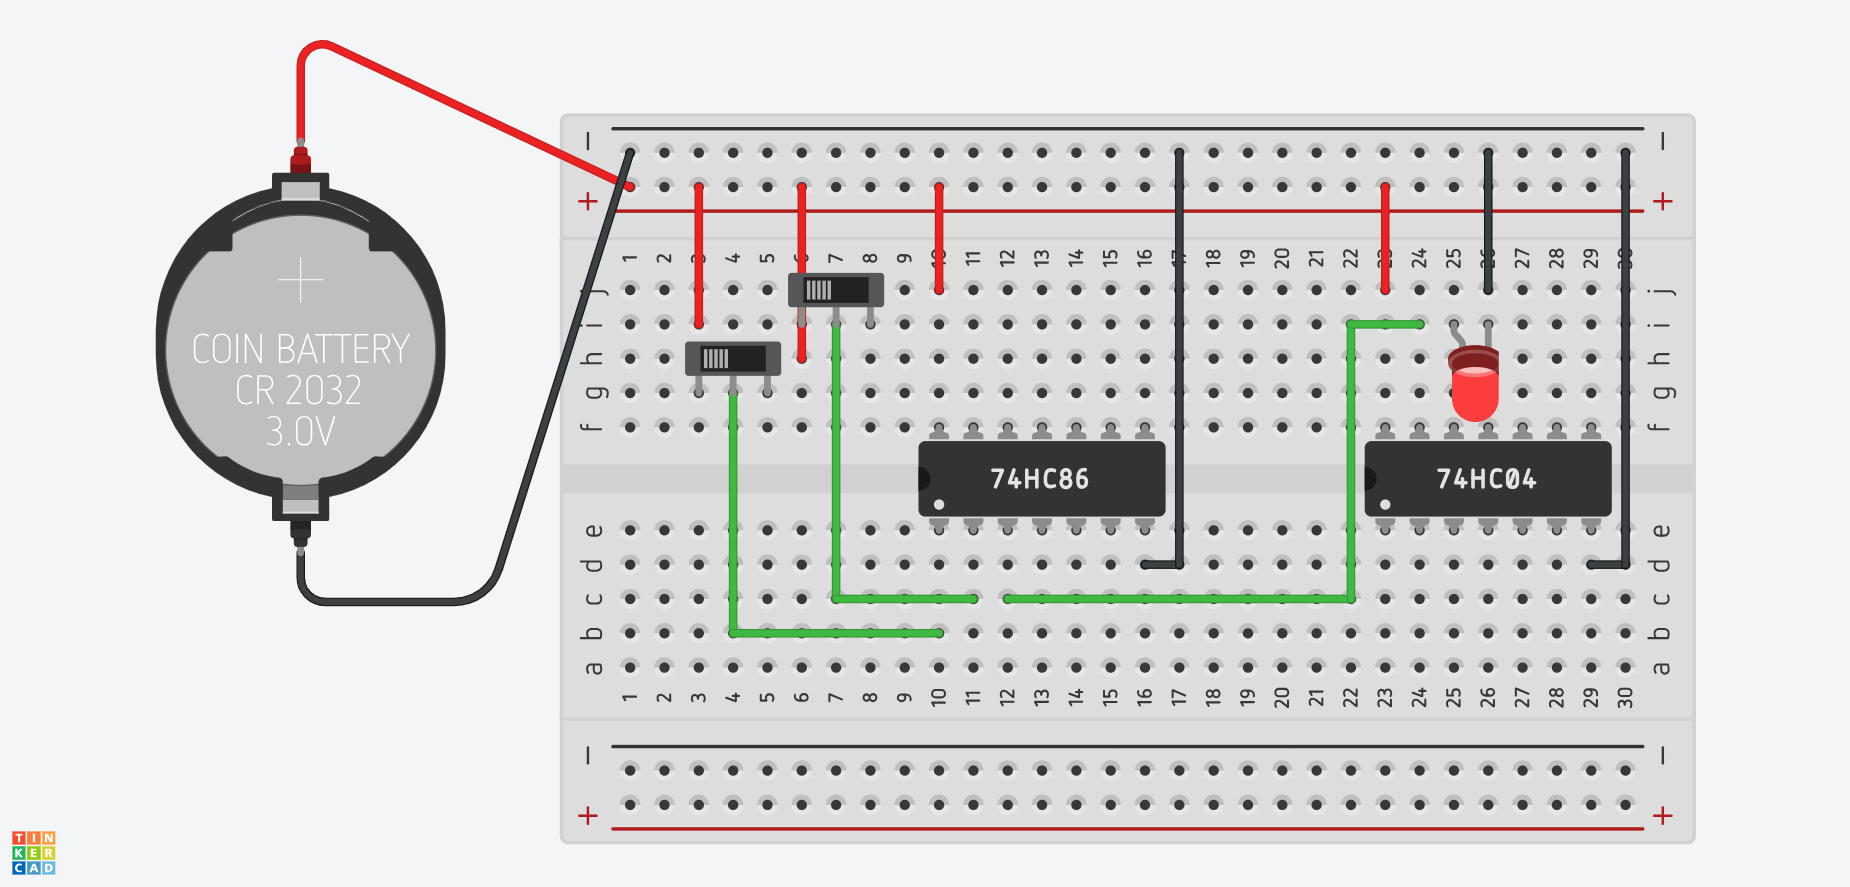 COIN BATTERY
CR 2032
3.0V
− −
+ +
1 2 3 4 5 6 7 8 9 10 11 12 13 14 15 16 17 18 19 20 21 22 23 24 25 26 27 28 29 30
j j
i i
h h
g g
f f
74HC86 74HC04
e e
d d
c c
b b
a a
1 2 3 4 5 6 7 8 9 10 11 12 13 14 15 16 17 18 19 20 21 22 23 24 25 26 27 28 29 30
− −
+ +
TIN
KER
CAD